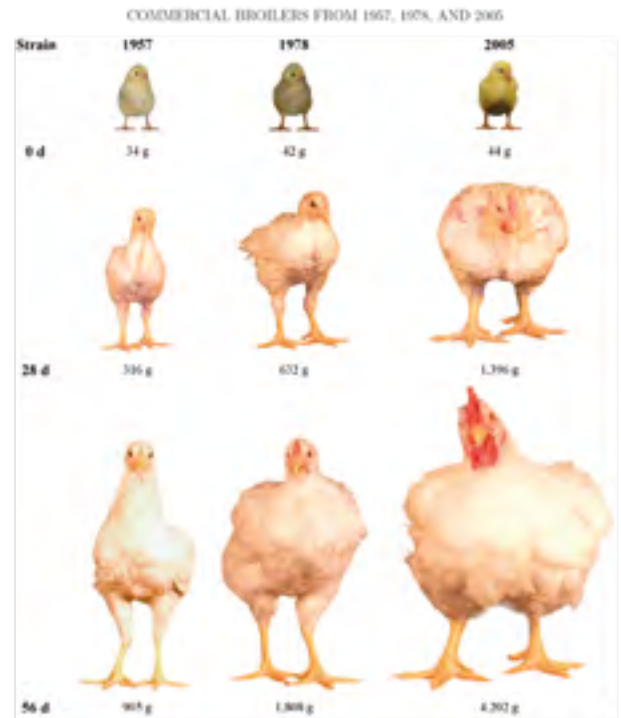 COMMERCIAL BROILERS FROM 1957, 1978, AND 2005
Strain 1957 1978 2005
0 d 34 g 42 g 44 g
28 d 316 g 632 g 1,396 g
56 d 905 g 1,808 g 4,202 g